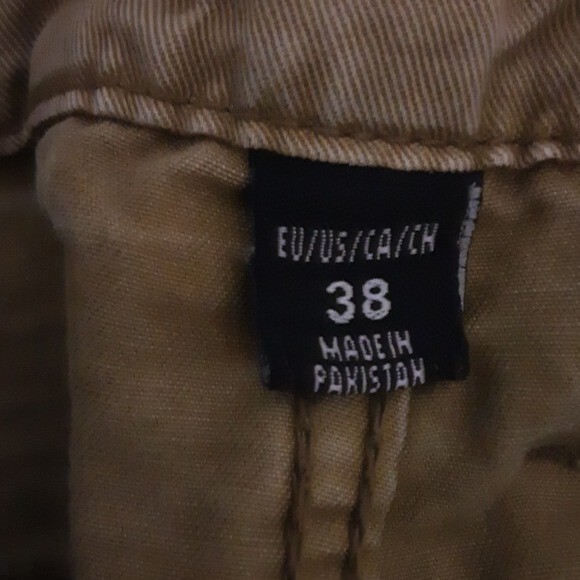 EU/US/CA/CH
38
MADE IN
PAKISTAN